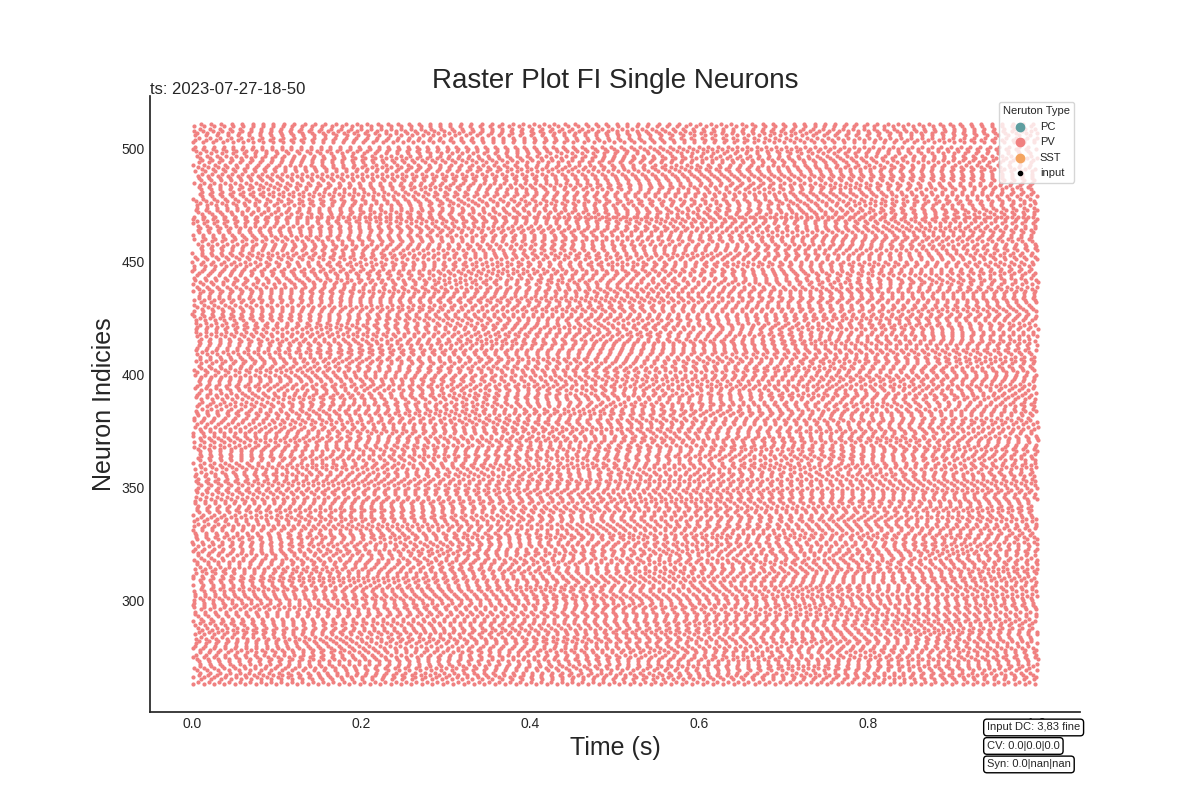 Raster Plot FI Single Neurons
ts: 2023-07-27-18-50
Neruton Type
PC
PV
SST
input
500
450
400
350
300
Neuron Indicies
0.0
0.2
0.4
0.6
0.8
Time (s)
Input DC: 3,83 fine
CV: 0.0|0.0|0.0
Syn: 0.0|nan|nan